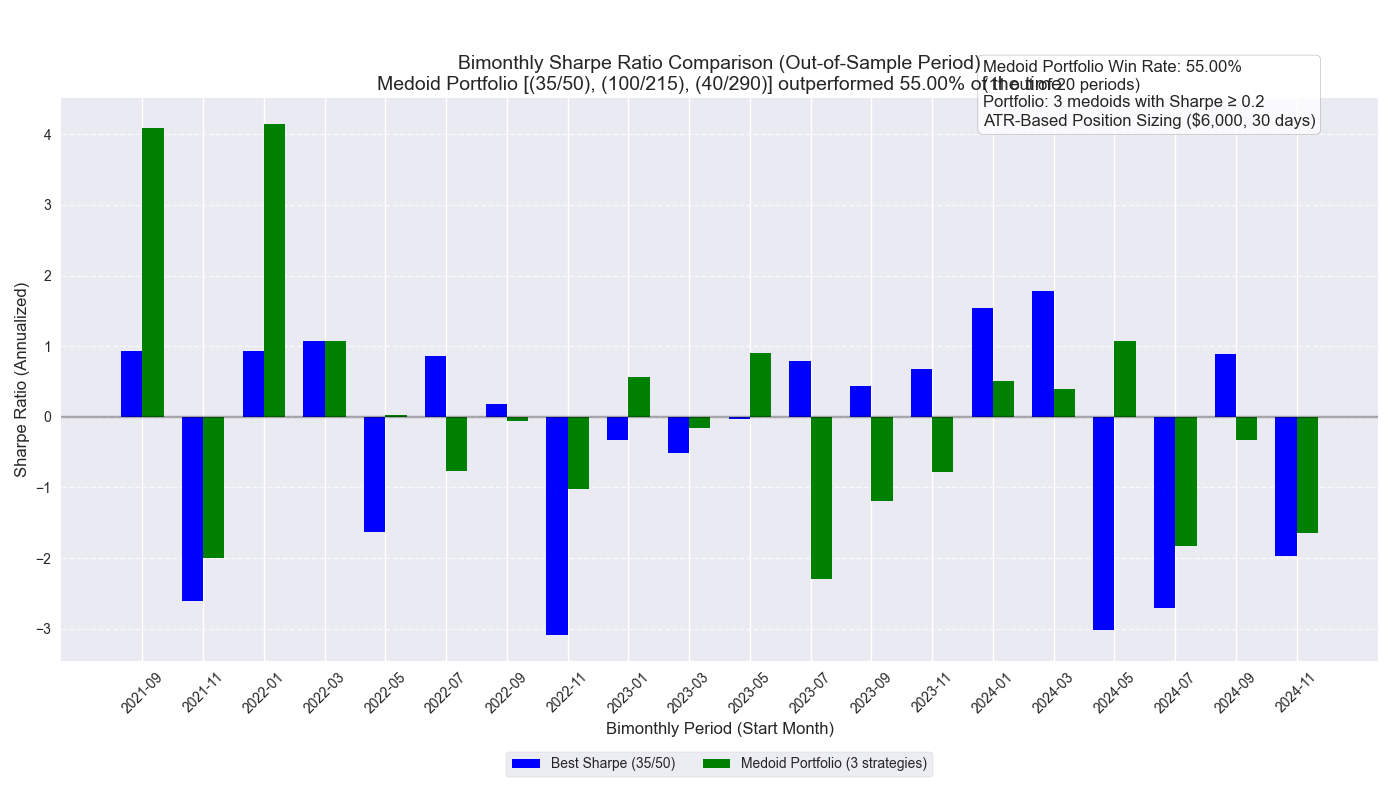 Bimonthly Sharpe Ratio Comparison (Out-of-Sample Period)
Medoid Portfolio [(35/50), (100/215), (40/290)] outperformed 55.00% of the time
Medoid Portfolio Win Rate: 55.00%
(11 out of 20 periods)
Portfolio: 3 medoids with Sharpe ≥ 0.2
ATR-Based Position Sizing ($6,000, 30 days)
Sharpe Ratio (Annualized)
4
3
2
1
0
−1
−2
−3
2021-09
2021-11
2022-01
2022-03
2022-05
2022-07
2022-09
2022-11
2023-01
2023-03
2023-05
2023-07
2023-09
2023-11
2024-01
2024-03
2024-05
2024-07
2024-09
2024-11
Bimonthly Period (Start Month)
Best Sharpe (35/50)
Medoid Portfolio (3 strategies)